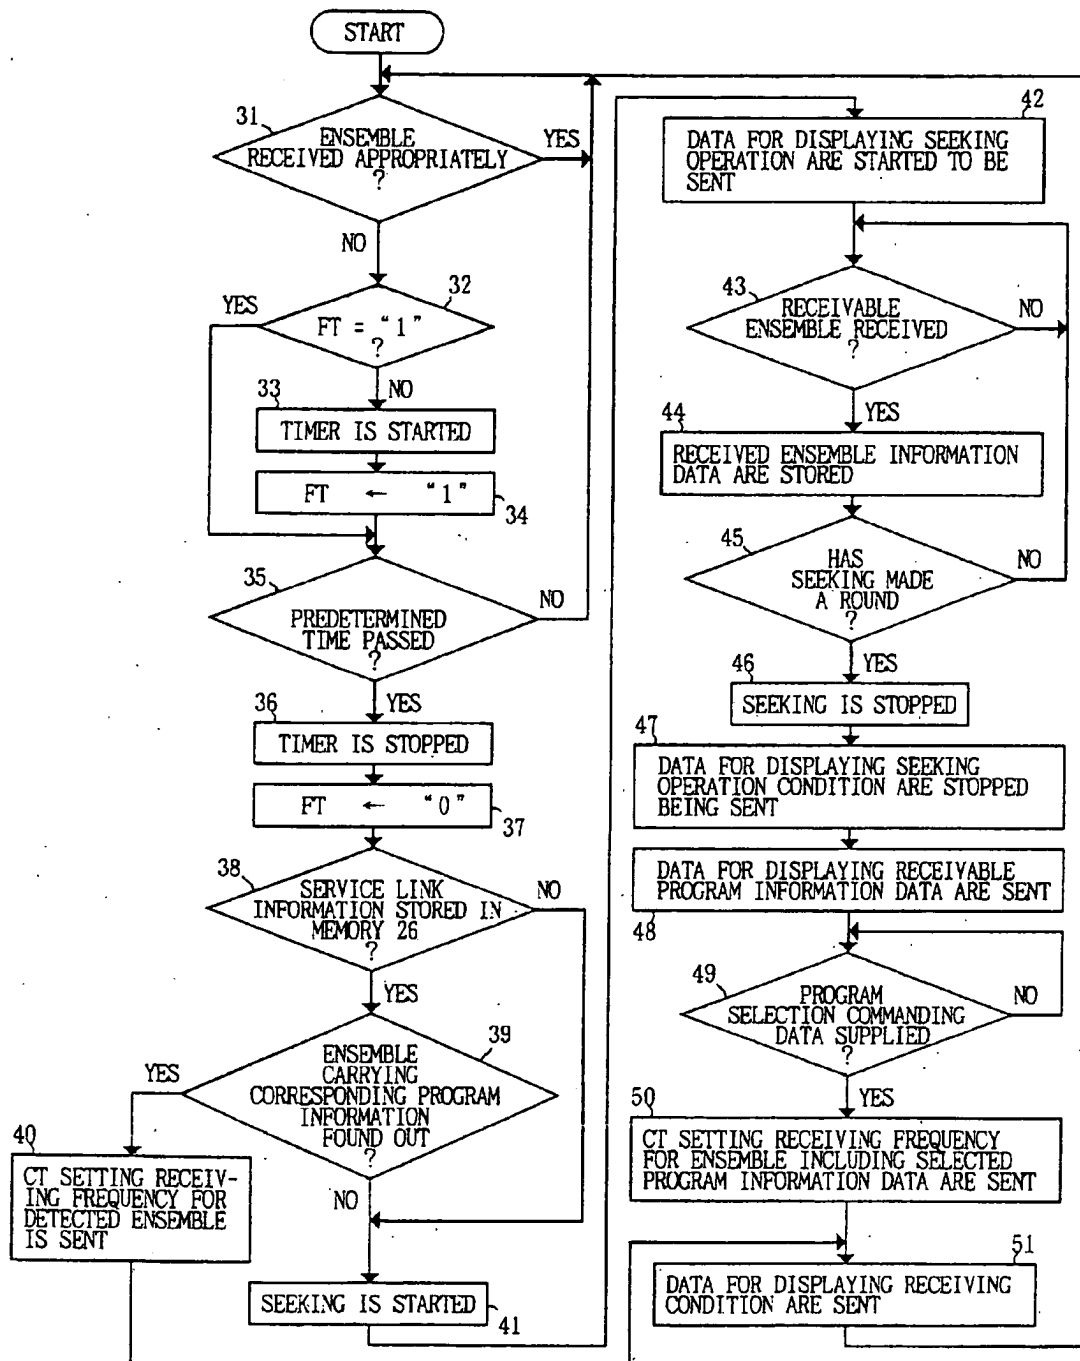 START
31
ENSEMBLE
RECEIVED APPROPRIATELY
?
YES
NO
32
YES
FT = "1"
?
NO
33
TIMER IS STARTED
FT ← "1"
34
35
PREDETERMINED
TIME PASSED
?
NO
YES
36
TIMER IS STOPPED
FT ← "0"
37
38
SERVICE LINK
INFORMATION STORED IN
MEMORY 26
?
NO
YES
39
ENSEMBLE
CARRYING
CORRESPONDING PROGRAM
INFORMATION
FOUND OUT
?
YES
NO
40
CT SETTING RECEIV-
ING FREQUENCY FOR
DETECTED ENSEMBLE
IS SENT
SEEKING IS STARTED
41
42
DATA FOR DISPLAYING SEEKING
OPERATION ARE STARTED TO BE
SENT
43
RECEIVABLE
ENSEMBLE RECEIVED
?
NO
YES
44
RECEIVED ENSEMBLE INFORMATION
DATA ARE STORED
45
HAS
SEEKING MADE
A ROUND
?
NO
YES
46
SEEKING IS STOPPED
47
DATA FOR DISPLAYING SEEKING
OPERATION CONDITION ARE STOPPED
BEING SENT
DATA FOR DISPLAYING RECEIVABLE
PROGRAM INFORMATION DATA ARE SENT
48
49
PROGRAM
SELECTION COMMANDING
DATA SUPPLIED
?
NO
YES
50
CT SETTING RECEIVING FREQUENCY
FOR ENSEMBLE INCLUDING SELECTED
PROGRAM INFORMATION DATA ARE SENT
51
DATA FOR DISPLAYING RECEIVING
CONDITION ARE SENT